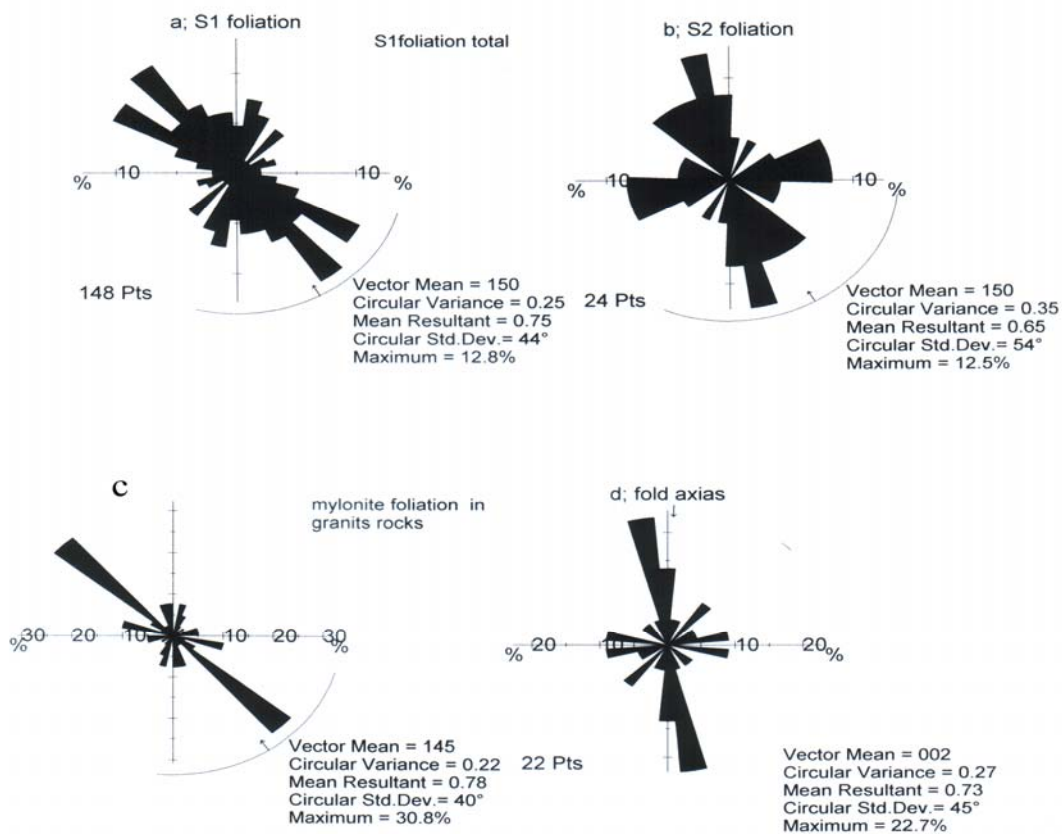 a; S1 foliation
S1foliation total
% 10 10 %
148 Pts
Vector Mean = 150
Circular Variance = 0.25
Mean Resultant = 0.75
Circular Std.Dev.= 44°
Maximum = 12.8%
b; S2 foliation
% 10 10 %
24 Pts
Vector Mean = 150
Circular Variance = 0.35
Mean Resultant = 0.65
Circular Std.Dev.= 54°
Maximum = 12.5%
c
mylonite foliation in
granits rocks
%30 20 10 10 20 30%
Vector Mean = 145
Circular Variance = 0.22
Mean Resultant = 0.78
Circular Std.Dev.= 40°
Maximum = 30.8%
d; fold axias
% 20 10 10 20%
22 Pts
Vector Mean = 002
Circular Variance = 0.27
Mean Resultant = 0.73
Circular Std.Dev.= 45°
Maximum = 22.7%